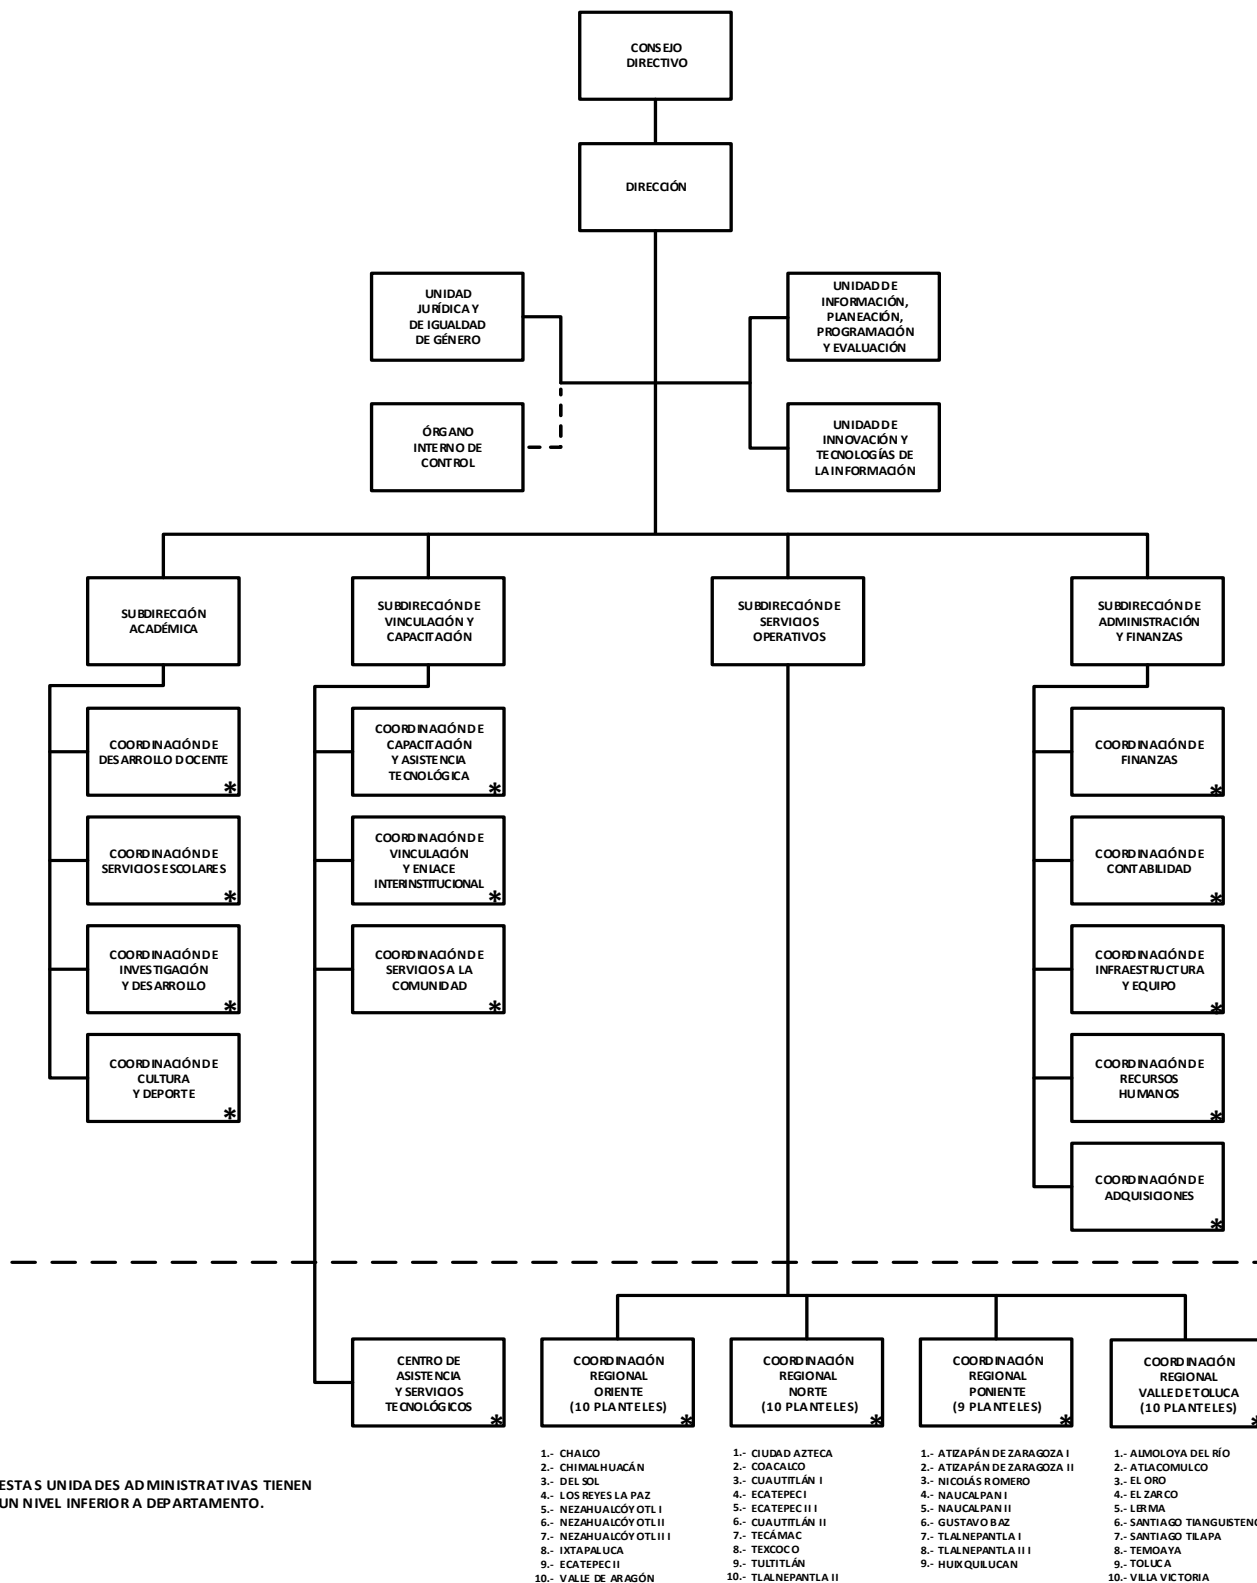 CONSEJO
DIRECTIVO
DIRECCIÓN
UNIDAD
JURÍDICA Y
DE IGUALDAD
DE GÉNERO
UNIDAD DE
INFORMACIÓN,
PLANEACIÓN,
PROGRAMACIÓN
Y EVALUACIÓN
ÓRGANO
INTERNO DE
CONTROL
UNIDAD DE
INNOVACIÓN Y
TECNOLOGÍAS DE
LA INFORMACIÓN
SUBDIRECCIÓN
ACADÉMICA
SUBDIRECCIÓN DE
VINCULACIÓN Y
CAPACITACIÓN
SUBDIRECCIÓN DE
SERVICIOS
OPERATIVOS
SUBDIRECCIÓN DE
ADMINISTRACIÓN
Y FINANZAS
COORDINACIÓN DE
DESARROLLO DOCENTE
*
COORDINACIÓN DE
SERVICIOS ESCOLARES
*
COORDINACIÓN DE
INVESTIGACIÓN
Y DESARROLLO
*
COORDINACIÓN DE
CULTURA
Y DEPORTE
*
COORDINACIÓN DE
CAPACITACIÓN
Y ASISTENCIA
TECNOLÓGICA
*
COORDINACIÓN DE
VINCULACIÓN
Y ENLACE
INTERINSTITUCIONAL
*
COORDINACIÓN DE
SERVICIOS A LA
COMUNIDAD
*
COORDINACIÓN DE
FINANZAS
*
COORDINACIÓN DE
CONTABILIDAD
*
COORDINACIÓN DE
INFRAESTRUCTURA
Y EQUIPO
*
COORDINACIÓN DE
RECURSOS
HUMANOS
*
COORDINACIÓN DE
ADQUISICIONES
*
CENTRO DE
ASISTENCIA
Y SERVICIOS
TECNOLÓGICOS
*
COORDINACIÓN
REGIONAL
ORIENTE
(10 PLANTELES)
*
COORDINACIÓN
REGIONAL
NORTE
(10 PLANTELES)
*
COORDINACIÓN
REGIONAL
PONIENTE
(9 PLANTELES)
*
COORDINACIÓN
REGIONAL
VALLE DE TOLUCA
(10 PLANTELES)
*
1.- CHALCO
2.- CHIMALHUACÁN
3.- DEL SOL
4.- LOS REYES LA PAZ
5.- NEZAHUALCÓYOTL I
6.- NEZAHUALCÓYOTL II
7.- NEZAHUALCÓYOTL III
8.- IXTAPALUCA
9.- ECATEPEC II
10.- VALLE DE ARAGÓN
1.- CIUDAD AZTECA
2.- COACALCO
3.- CUAUTITLÁN I
4.- ECATEPEC I
5.- ECATEPEC III
6.- CUAUTITLÁN II
7.- TECÁMAC
8.- TEXCOCO
9.- TULTITLÁN
10.- TLALNEPANTLA II
1.- ATIZAPÁN DE ZARAGOZA I
2.- ATIZAPÁN DE ZARAGOZA II
3.- NICOLÁS ROMERO
4.- NAUCALPAN I
5.- NAUCALPAN II
6.- GUSTAVO BAZ
7.- TLALNEPANTLA I
8.- TLALNEPANTLA III
9.- HUIXQUILUCAN
1.- ALMOLOYA DEL RÍO
2.- ATLACOMULCO
3.- EL ORO
4.- EL ZARCO
5.- LERMA
6.- SANTIAGO TIANGUISTENCO
7.- SANTIAGO TILAPA
8.- TEMOAYA
9.- TOLUCA
10.- VILLA VICTORIA
ESTAS UNIDADES ADMINISTRATIVAS TIENEN
UN NIVEL INFERIOR A DEPARTAMENTO.